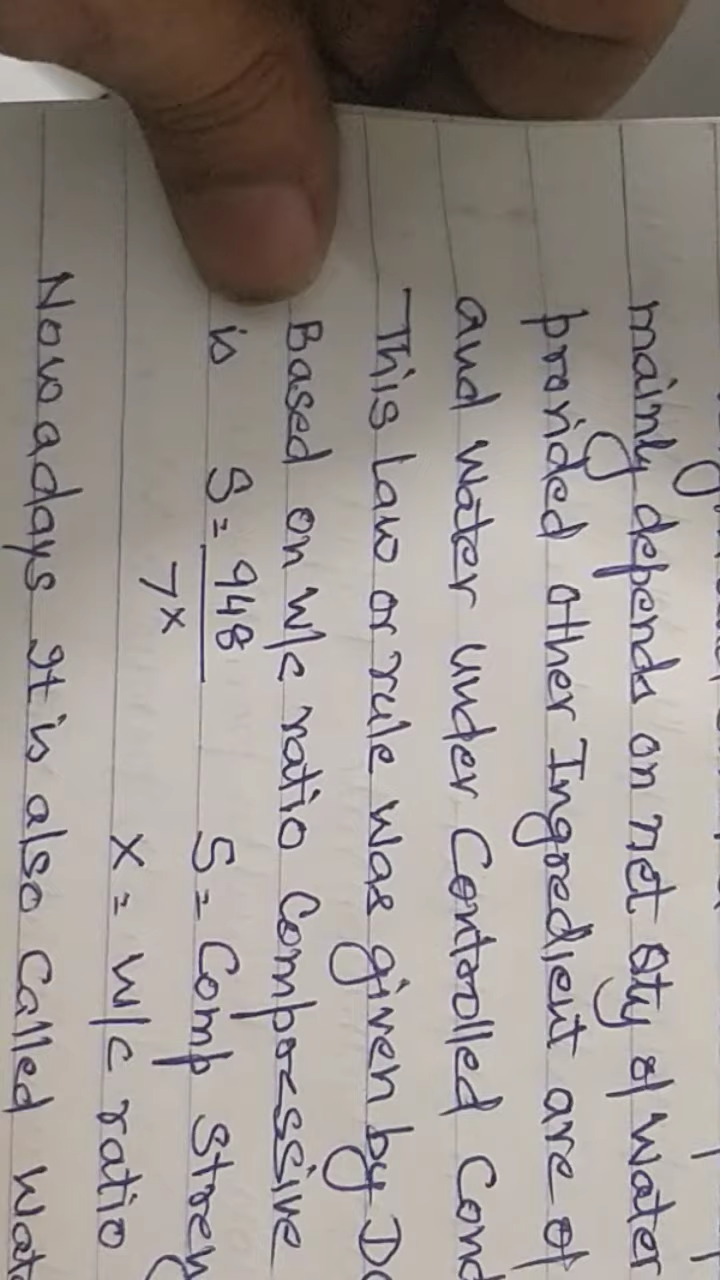 mainly depends on net Qty of Water
provided other Ingredient are of
and water under Controlled Cond
This Law or rule was given by D
Based on W/c ratio Compressive
is S = 948 / 7^x S = Comp Stren
x = W/c ratio
Nowadays It is also Called Wat